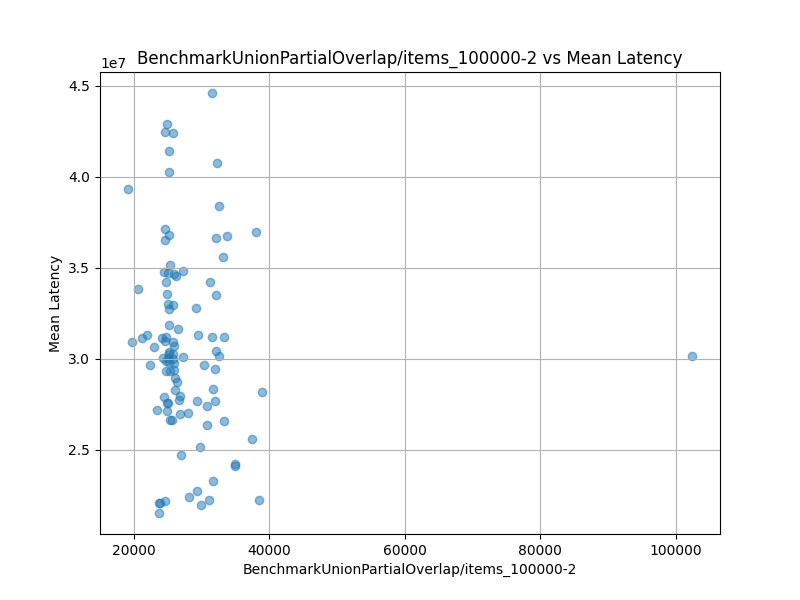 BenchmarkUnionPartialOverlap/items_100000-2 vs Mean Latency
1e7
4.5
4.0
3.5
3.0
2.5
Mean Latency
20000 40000 60000 80000 100000
BenchmarkUnionPartialOverlap/items_100000-2